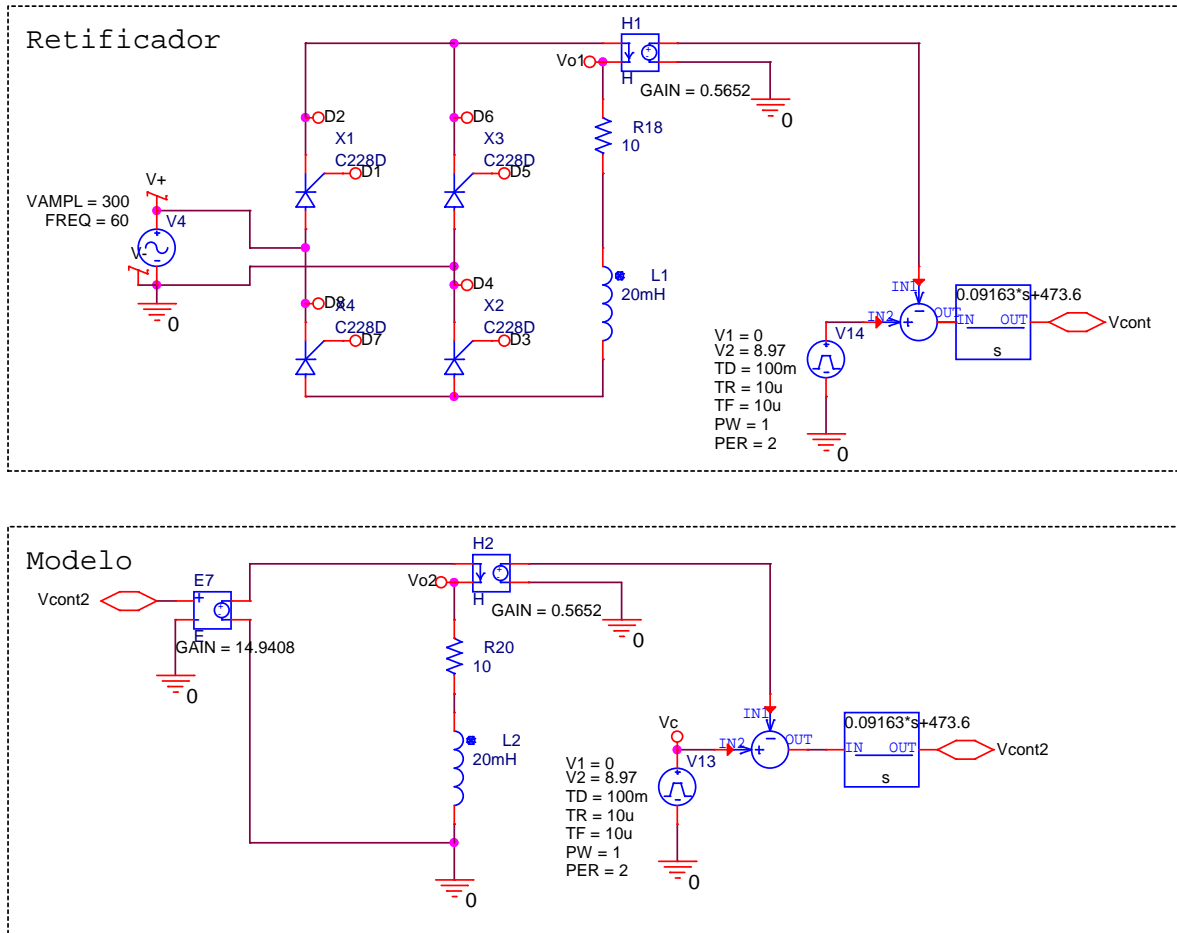 Retificador
H1
H
GAIN = 0.5652
0
Vo1
D2
X1
C228D
D1
D6
X3
C228D
D5
R18
10
V+
VAMPL = 300
FREQ = 60
V4
V-
0
D8
X4
C228D
D7
D4
X2
C228D
D3
L1
20mH
V1 = 0
V2 = 8.97
TD = 100m
TR = 10u
TF = 10u
PW = 1
PER = 2
V14
0
IN1
IN2
OUT
0.09163*s+473.6
IN
OUT
s
Vcont
Modelo
Vcont2
E7
E
GAIN = 14.9408
0
H2
H
GAIN = 0.5652
0
Vo2
R20
10
L2
20mH
0
V1 = 0
V2 = 8.97
TD = 100m
TR = 10u
TF = 10u
PW = 1
PER = 2
Vc
V13
0
IN1
IN2
OUT
0.09163*s+473.6
IN
OUT
s
Vcont2